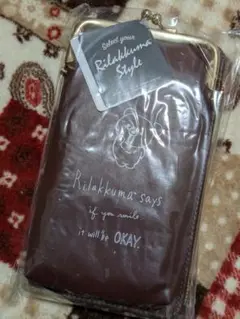 Select your
Rilakkuma
Style
Rilakkuma says
if you smile
it will be OKAY.